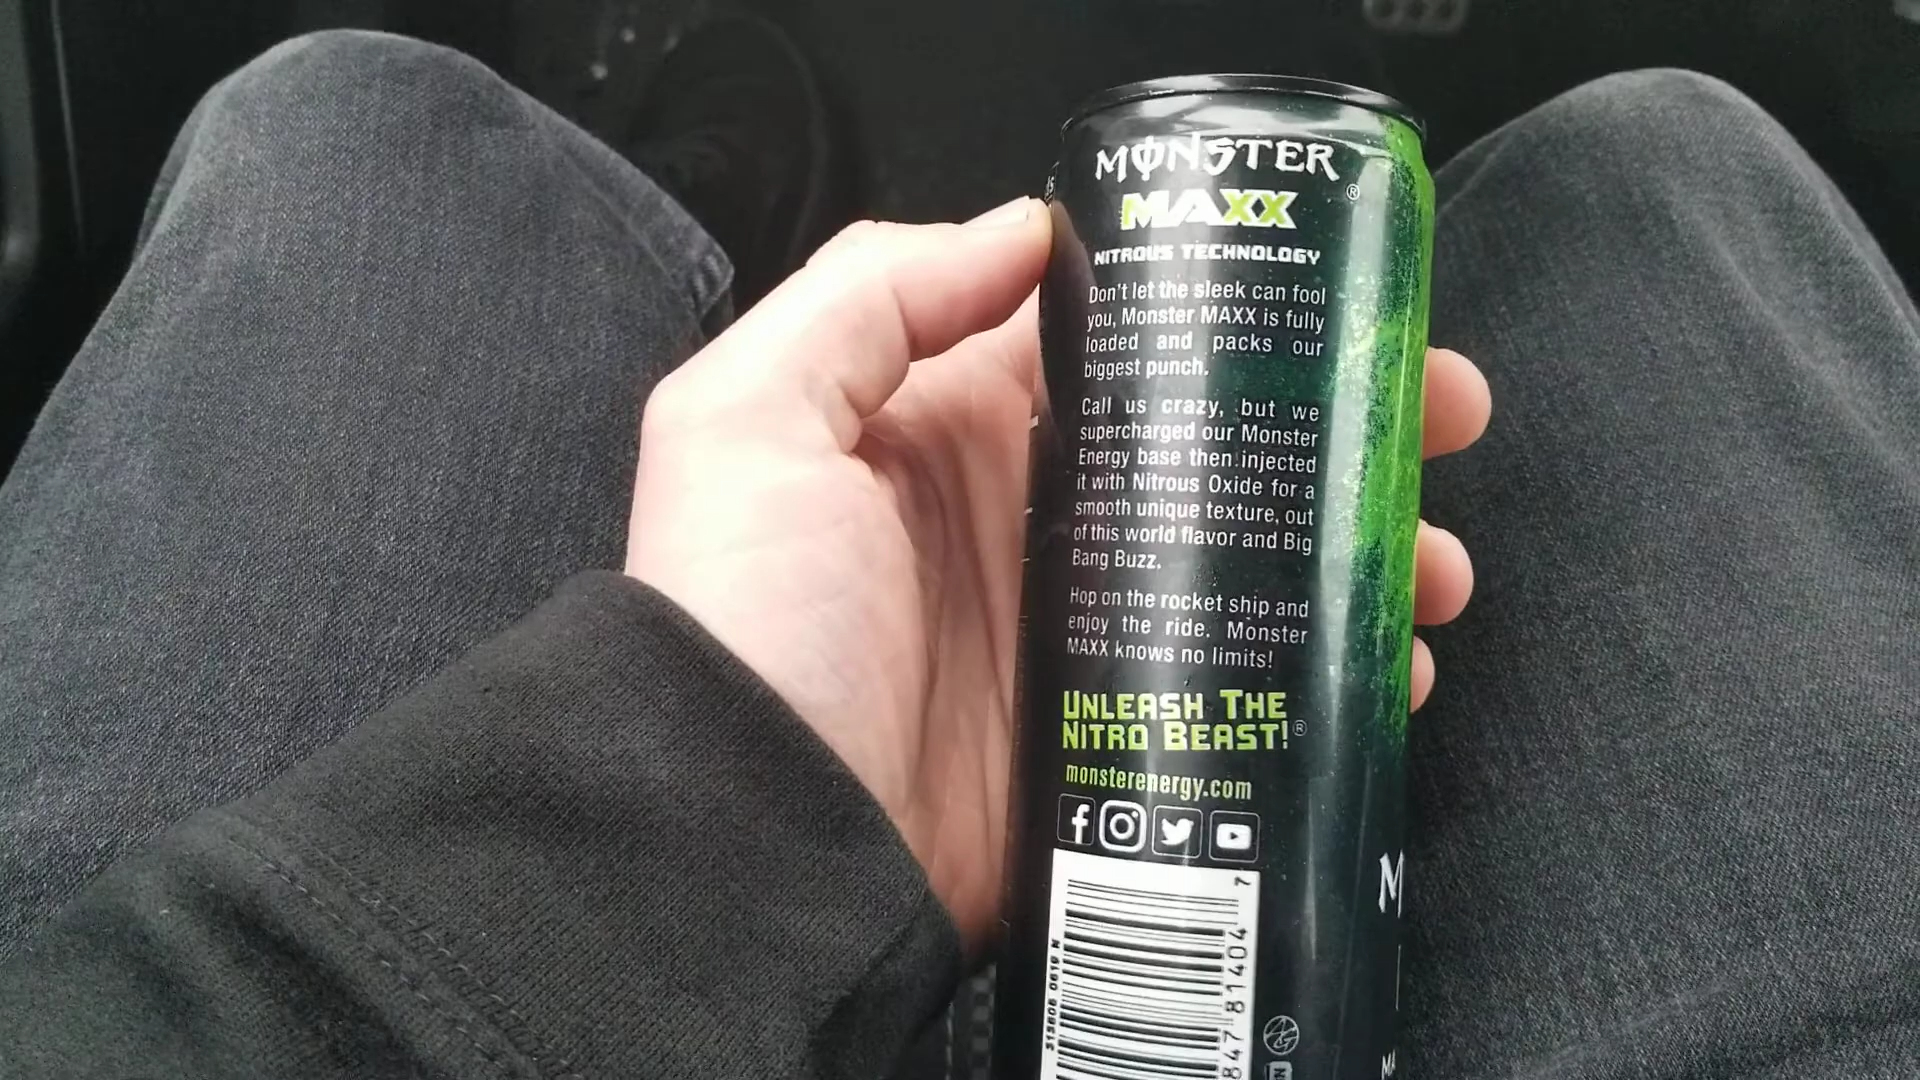 MONSTER
MAXX®
NITROUS TECHNOLOGY
Don't let the sleek can fool
you, Monster MAXX is fully
loaded and packs our
biggest punch.
Call us crazy, but we
supercharged our Monster
Energy base then injected
it with Nitrous Oxide for a
smooth unique texture, out
of this world flavor and Big
Bang Buzz.
Hop on the rocket ship and
enjoy the ride. Monster
MAXX knows no limits!
UNLEASH THE
NITRO BEAST!®
monsterenergy.com
847 81404 7
315608 0619 N
M
MA